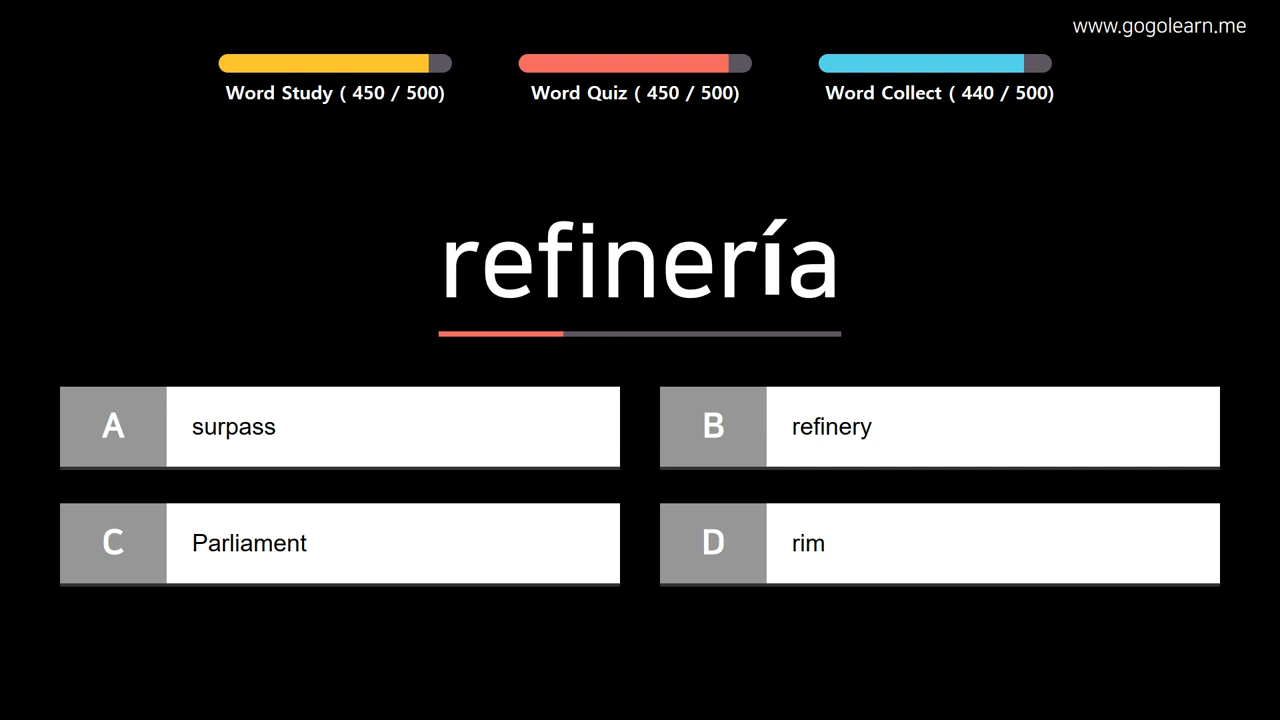 www.gogolearn.me
Word Study ( 450 / 500)
Word Quiz ( 450 / 500)
Word Collect ( 440 / 500)
refinería
A surpass
B refinery
C Parliament
D rim